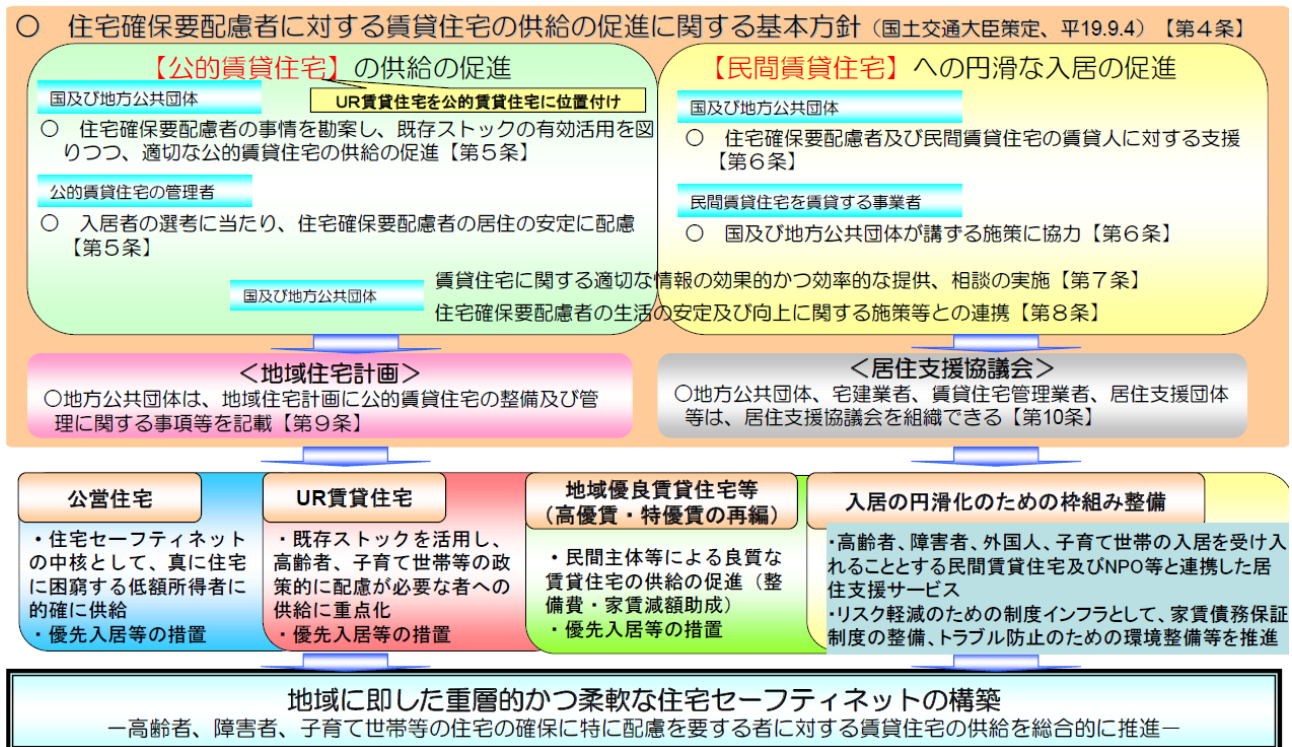 ○　住宅確保要配慮者に対する賃貸住宅の供給の促進に関する基本方針（国土交通大臣策定、平19.9.4）【第４条】
【公的賃貸住宅】の供給の促進
国及び地方公共団体
UR賃貸住宅を公的賃貸住宅に位置付け
○　住宅確保要配慮者の事情を勘案し、既存ストックの有効活用を図
りつつ、適切な公的賃貸住宅の供給の促進【第５条】
公的賃貸住宅の管理者
○　入居者の選考に当たり、住宅確保要配慮者の居住の安定に配慮
【第５条】
【民間賃貸住宅】への円滑な入居の促進
国及び地方公共団体
○　住宅確保要配慮者及び民間賃貸住宅の賃貸人に対する支援
【第６条】
民間賃貸住宅を賃貸する事業者
○　国及び地方公共団体が講ずる施策に協力【第６条】
国及び地方公共団体
賃貸住宅に関する適切な情報の効果的かつ効率的な提供、相談の実施【第７条】
住宅確保要配慮者の生活の安定及び向上に関する施策等との連携【第８条】
＜地域住宅計画＞
○地方公共団体は、地域住宅計画に公的賃貸住宅の整備及び管
理に関する事項等を記載【第９条】
＜居住支援協議会＞
○地方公共団体、宅建業者、賃貸住宅管理業者、居住支援団体
等は、居住支援協議会を組織できる【第10条】
公営住宅
・住宅セーフティネット
の中核として、真に住宅
に困窮する低額所得者に
的確に供給
・優先入居等の措置
UR賃貸住宅
・既存ストックを活用し、
高齢者、子育て世帯等の政
策的に配慮が必要な者への
供給に重点化
・優先入居等の措置
地域優良賃貸住宅等
（高優賃・特優賃の再編）
・民間主体等による良質な
賃貸住宅の供給の促進（整
備費・家賃減額助成）
・優先入居等の措置
入居の円滑化のための枠組み整備
・高齢者、障害者、外国人、子育て世帯の入居を受け入
れることとする民間賃貸住宅及びNPO等と連携した居
住支援サービス
・リスク軽減のための制度インフラとして、家賃債務保証
制度の整備、トラブル防止のための環境整備等を推進
地域に即した重層的かつ柔軟な住宅セーフティネットの構築
－高齢者、障害者、子育て世帯等の住宅の確保に特に配慮を要する者に対する賃貸住宅の供給を総合的に推進－